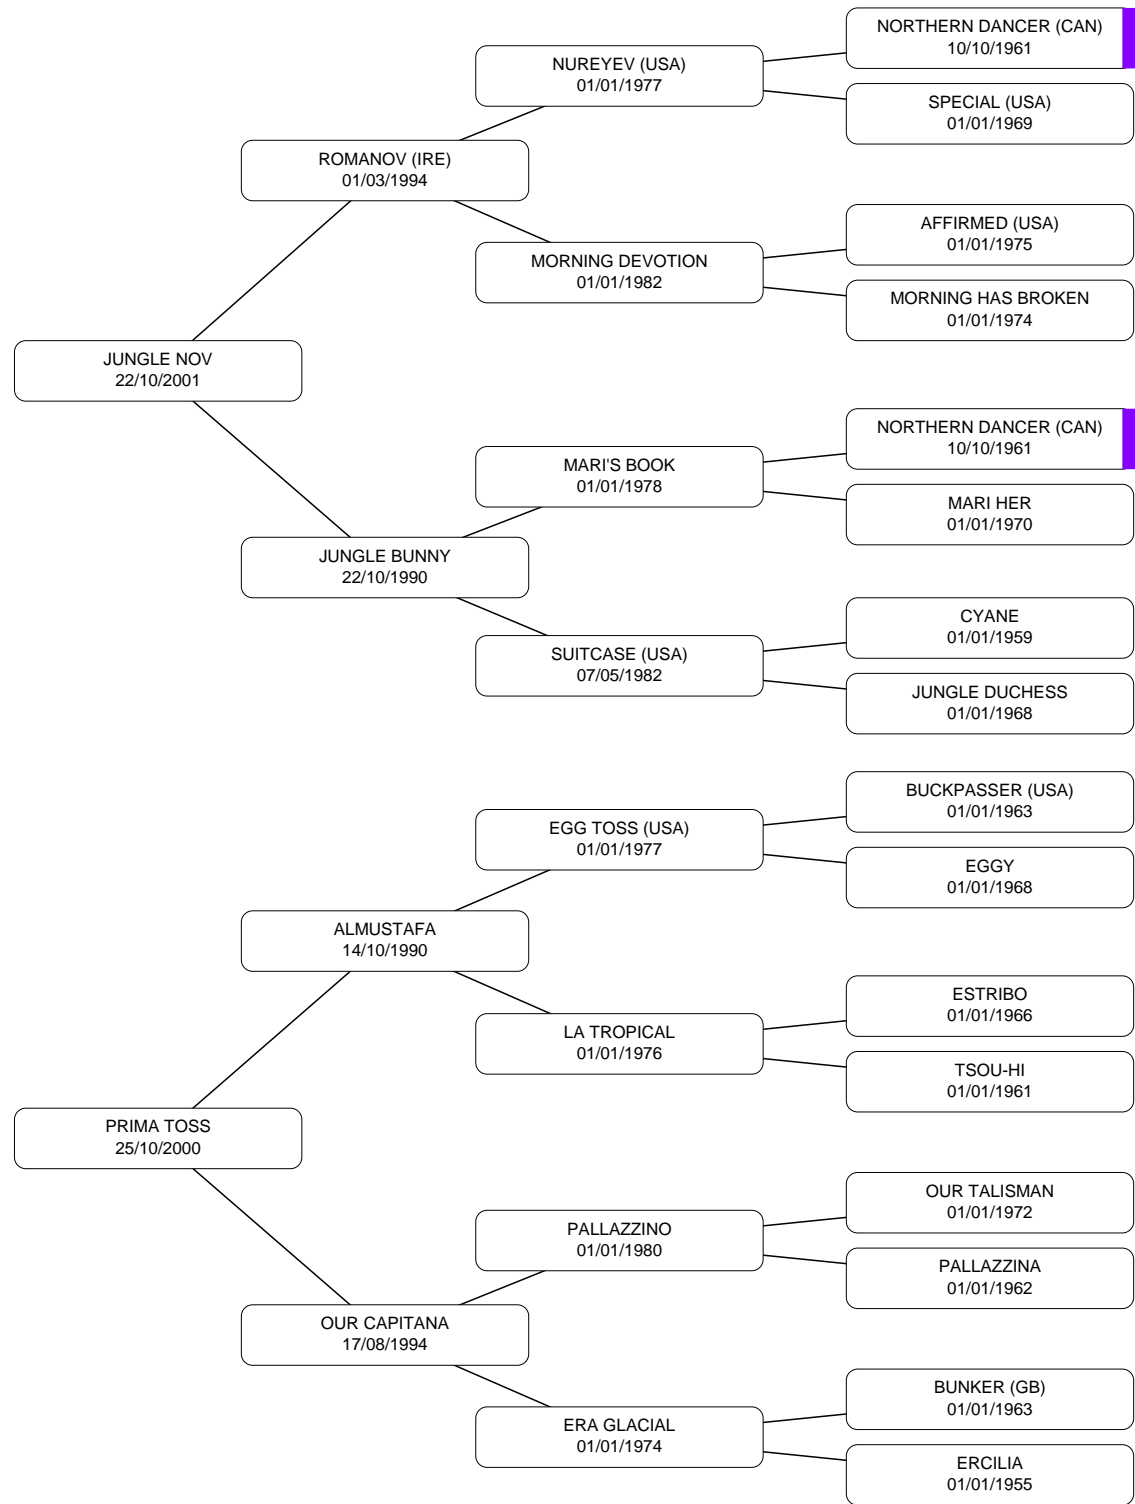 NORTHERN DANCER (CAN)
10/10/1961
NUREYEV (USA)
01/01/1977
SPECIAL (USA)
01/01/1969
ROMANOV (IRE)
01/03/1994
AFFIRMED (USA)
01/01/1975
MORNING DEVOTION
01/01/1982
MORNING HAS BROKEN
01/01/1974
JUNGLE NOV
22/10/2001
NORTHERN DANCER (CAN)
10/10/1961
MARI'S BOOK
01/01/1978
MARI HER
01/01/1970
JUNGLE BUNNY
22/10/1990
CYANE
01/01/1959
SUITCASE (USA)
07/05/1982
JUNGLE DUCHESS
01/01/1968
BUCKPASSER (USA)
01/01/1963
EGG TOSS (USA)
01/01/1977
EGGY
01/01/1968
ALMUSTAFA
14/10/1990
ESTRIBO
01/01/1966
LA TROPICAL
01/01/1976
TSOU-HI
01/01/1961
PRIMA TOSS
25/10/2000
OUR TALISMAN
01/01/1972
PALLAZZINO
01/01/1980
PALLAZZINA
01/01/1962
OUR CAPITANA
17/08/1994
BUNKER (GB)
01/01/1963
ERA GLACIAL
01/01/1974
ERCILIA
01/01/1955